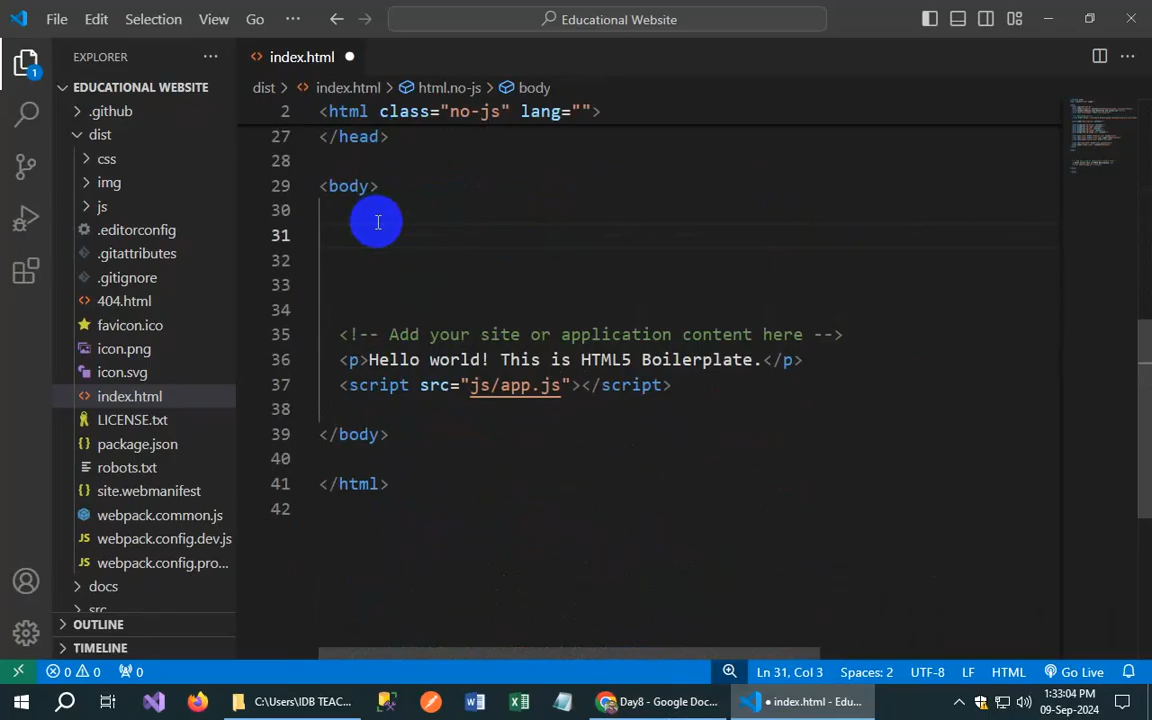 File Edit Selection View Go ··· Educational Website
EXPLORER ···
index.html
EDUCATIONAL WEBSITE
.github
dist
css
img
js
.editorconfig
.gitattributes
.gitignore
404.html
favicon.ico
icon.png
icon.svg
index.html
LICENSE.txt
package.json
robots.txt
site.webmanifest
webpack.common.js
webpack.config.dev.js
webpack.config.pro...
docs
src
OUTLINE
TIMELINE
dist > index.html > html.no-js > body
2 <html class="no-js" lang="">
27 </head>
28
29 <body>
30
31
32
33
34
35 <!-- Add your site or application content here -->
36 <p>Hello world! This is HTML5 Boilerplate.</p>
37 <script src="js/app.js"></script>
38
39 </body>
40
41 </html>
42
1
0 0 0 Ln 31, Col 3 Spaces: 2 UTF-8 LF HTML Go Live
C:\Users\IDB TEAC... Day8 - Google Doc... index.html - Edu... 1:33:04 PM
09-Sep-2024